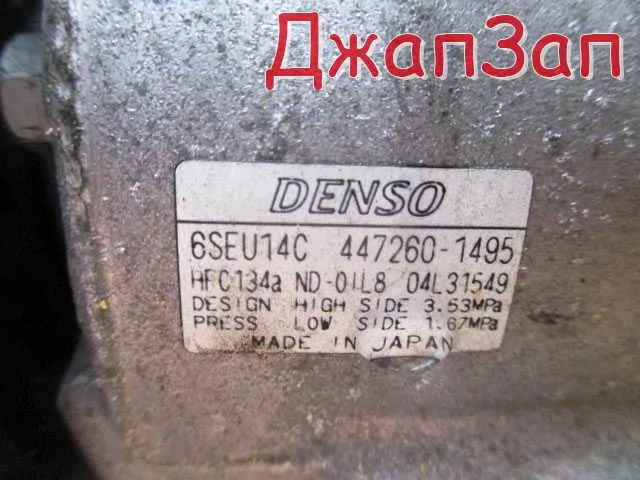 ДжапЗап
DENSO
6SEU14C 447260-1495
HFC134a ND-OIL8 04L31549
DESIGN HIGH SIDE 3.53MPa
PRESS LOW SIDE 1.67MPa
MADE IN JAPAN